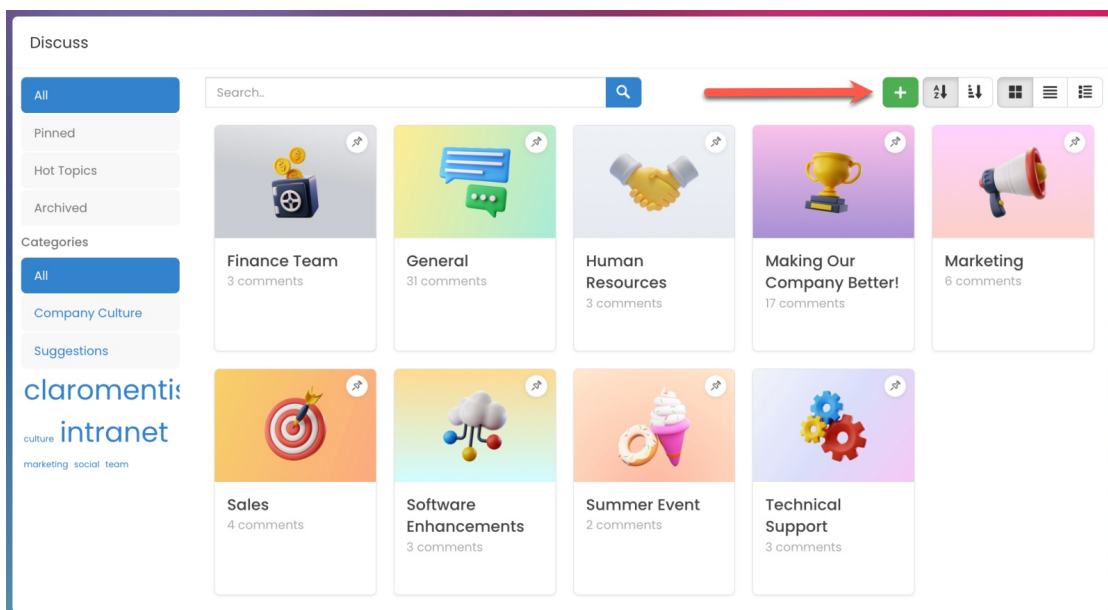 Discuss
All
Pinned
Hot Topics
Archived
Categories
All
Company Culture
Suggestions
claromentis
culture intranet
marketing social team
Search..
Finance Team
3 comments
General
31 comments
Human
Resources
3 comments
Making Our
Company Better!
17 comments
Marketing
6 comments
Sales
4 comments
Software
Enhancements
3 comments
Summer Event
2 comments
Technical
Support
3 comments